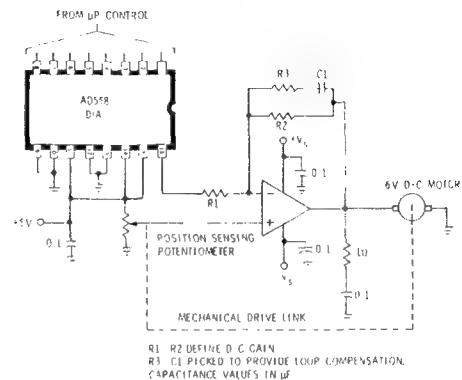 FROM µP CONTROL
AD558
D/A
R3
C1
R2
+Vs
0.1
6V D-C MOTOR
R1
+5V
0.1
POSITION SENSING
POTENTIOMETER
0.1
1Ω
Vs
0.1
MECHANICAL DRIVE LINK
R1 R2 DEFINE D C GAIN
R3 C1 PICKED TO PROVIDE LOOP COMPENSATION.
CAPACITANCE VALUES IN µF